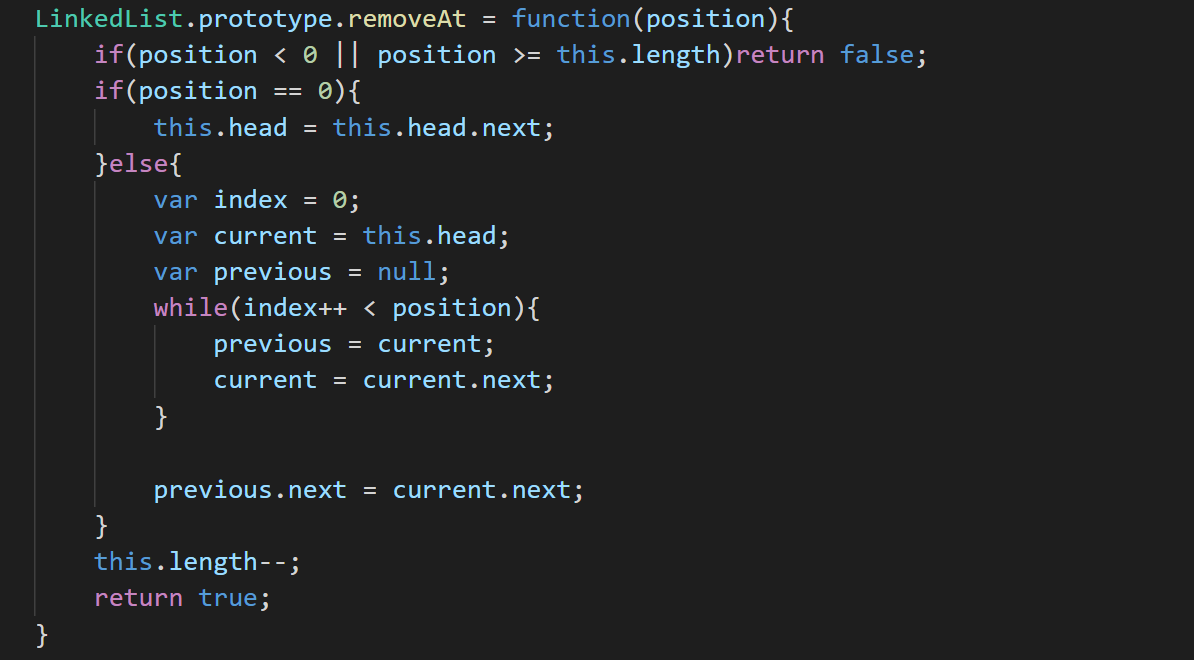 LinkedList.prototype.removeAt = function(position){
    if(position < 0 || position >= this.length)return false;
    if(position == 0){
        this.head = this.head.next;
    }else{
        var index = 0;
        var current = this.head;
        var previous = null;
        while(index++ < position){
            previous = current;
            current = current.next;
        }

        previous.next = current.next;
    }
    this.length--;
    return true;
}